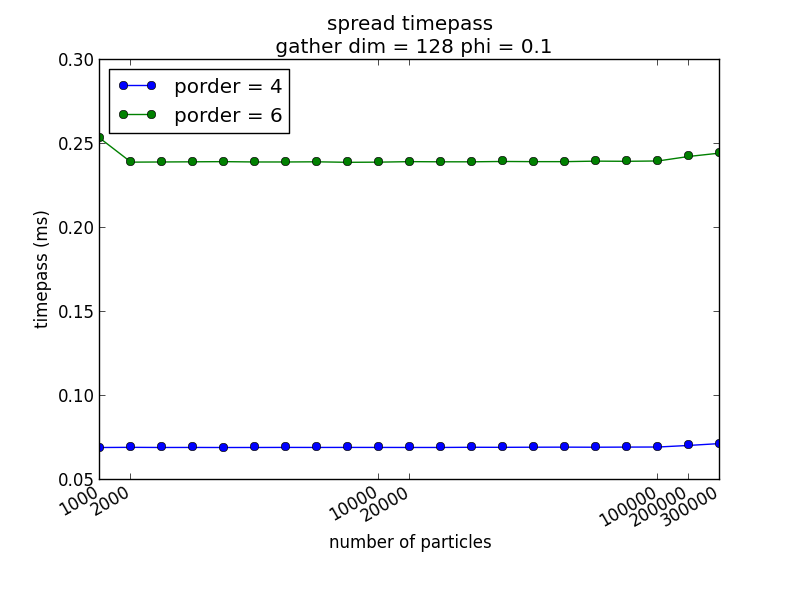 spread timepass
gather dim = 128 phi = 0.1
porder = 4
porder = 6
0.30
0.25
0.20
0.15
0.10
0.05
timepass (ms)
1000
2000
10000
20000
100000
200000
300000
number of particles